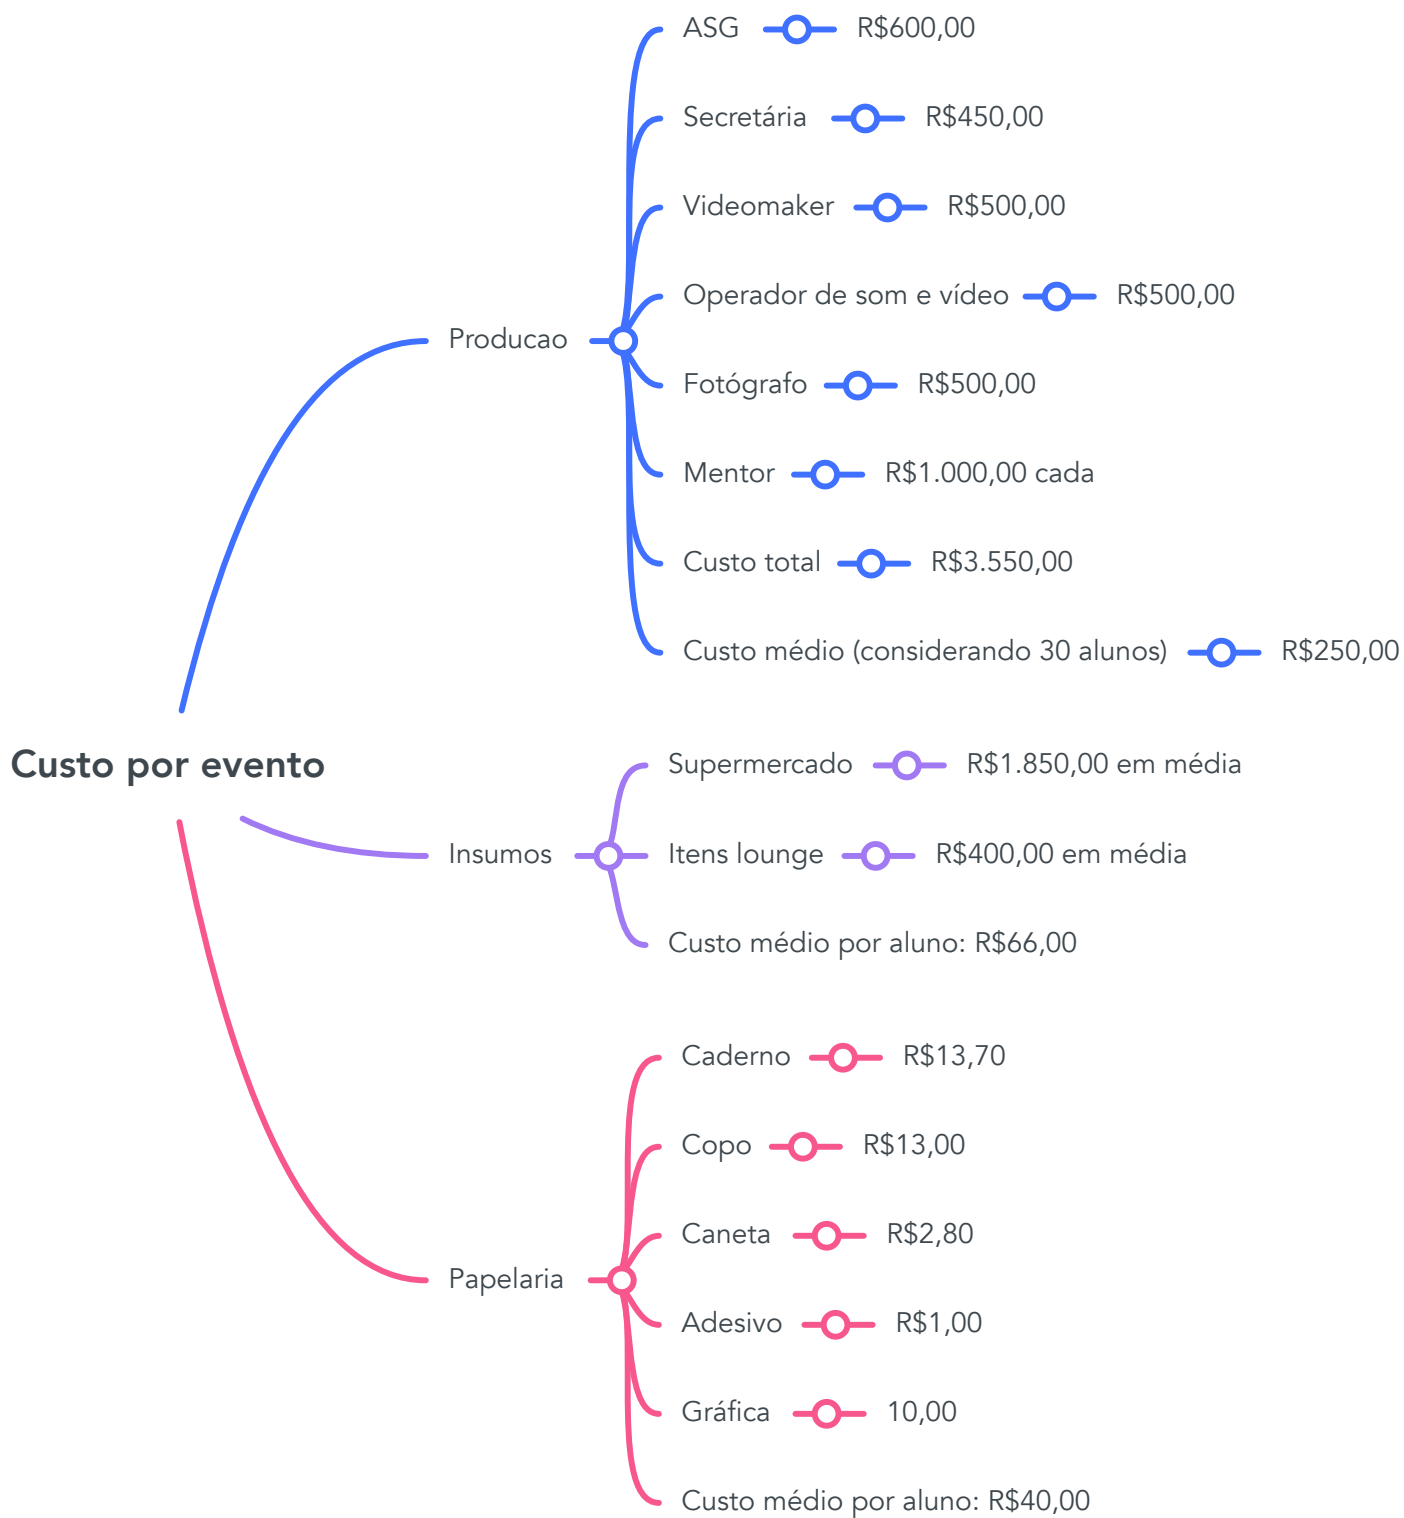 Custo por evento
Producao
ASG R$600,00
Secretária R$450,00
Videomaker R$500,00
Operador de som e vídeo R$500,00
Fotógrafo R$500,00
Mentor R$1.000,00 cada
Custo total R$3.550,00
Custo médio (considerando 30 alunos) R$250,00
Insumos
Supermercado R$1.850,00 em média
Itens lounge R$400,00 em média
Custo médio por aluno: R$66,00
Papelaria
Caderno R$13,70
Copo R$13,00
Caneta R$2,80
Adesivo R$1,00
Gráfica 10,00
Custo médio por aluno: R$40,00